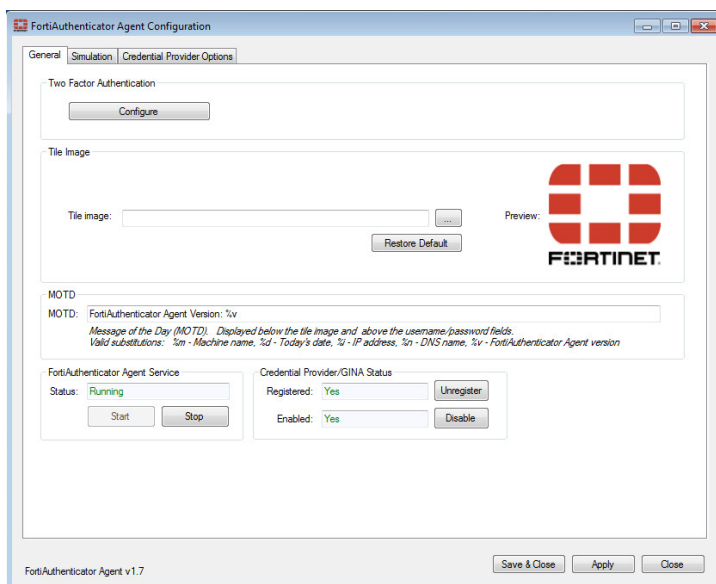 FortiAuthenticator Agent Configuration
General Simulation Credential Provider Options
Two Factor Authentication
Configure
Tile Image
Tile image: ... Preview:
Restore Default
FORTINET
MOTD
MOTD: FortiAuthenticator Agent Version: %v
Message of the Day (MOTD). Displayed below the tile image and above the username/password fields.
Valid substitutions: %m - Machine name, %d - Today's date, %i - IP address, %n - DNS name, %v - FortiAuthenticator Agent version
FortiAuthenticator Agent Service Credential Provider/GINA Status
Status: Running Registered: Yes Unregister
Start Stop Enabled: Yes Disable
FortiAuthenticator Agent v1.7 Save & Close Apply Close